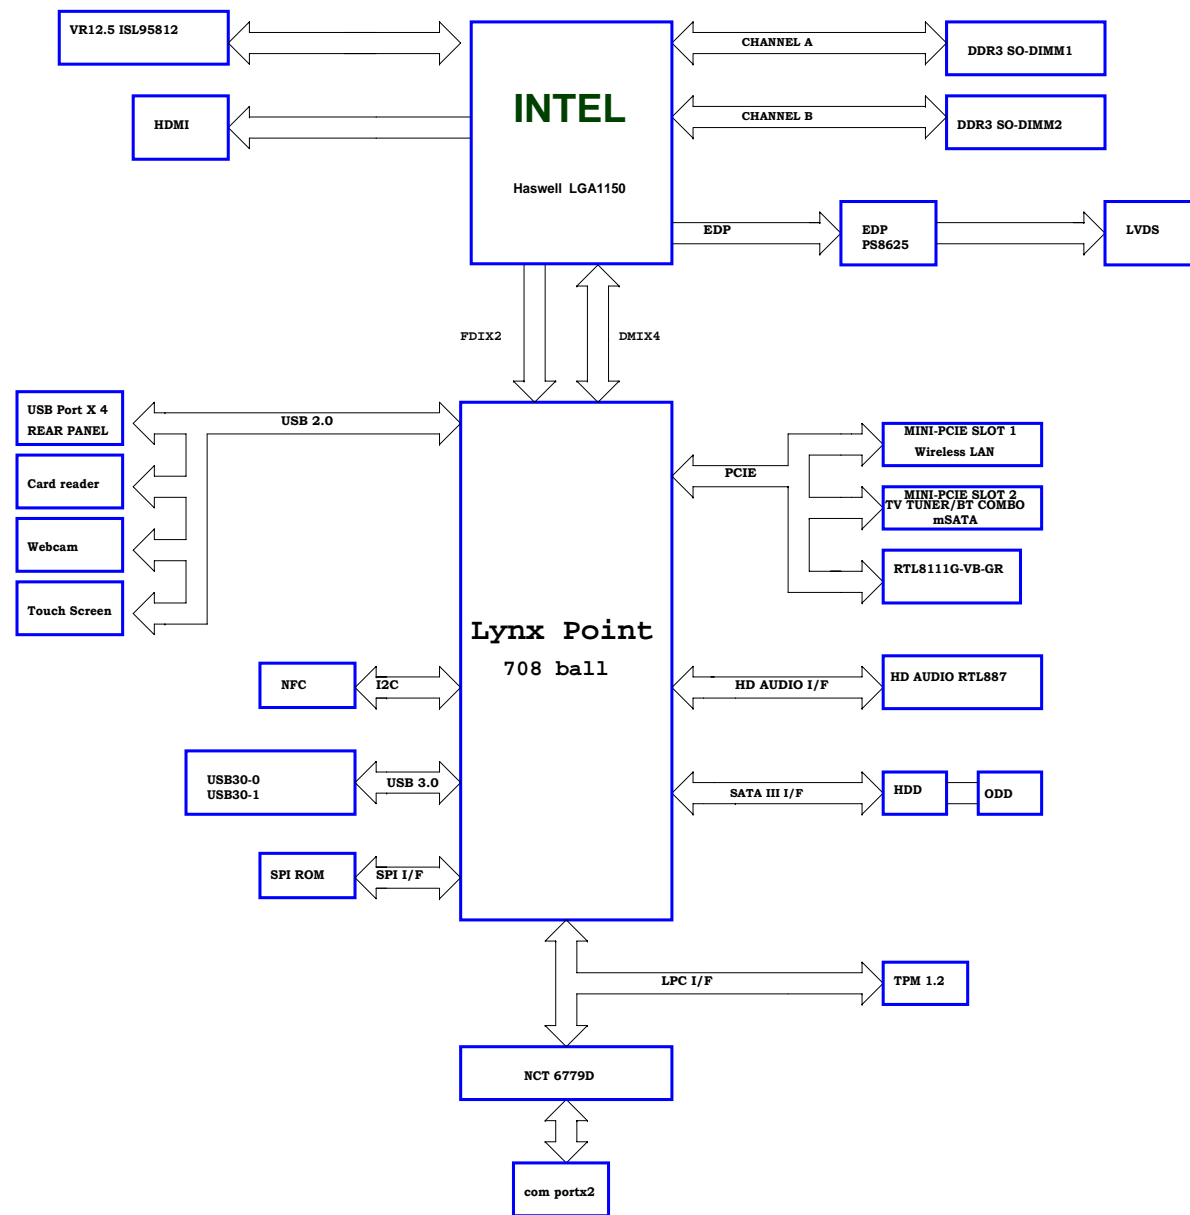 VR12.5 ISL95812
CHANNEL A
DDR3 SO-DIMM1
INTEL
HDMI
CHANNEL B
DDR3 SO-DIMM2
Haswell LGA1150
EDP
EDP
PS8625
LVDS
FDIX2
DMIX4
USB Port X 4
REAR PANEL
USB 2.0
MINI-PCIE SLOT 1
Wireless LAN
PCIE
Card reader
MINI-PCIE SLOT 2
TV TUNER/BT COMBO
mSATA
Webcam
RTL8111G-VB-GR
Touch Screen
Lynx Point
708 ball
NFC
I2C
HD AUDIO I/F
HD AUDIO RTL887
USB30-0
USB30-1
USB 3.0
SATA III I/F
HDD
ODD
SPI ROM
SPI I/F
LPC I/F
TPM 1.2
NCT 6779D
com portx2